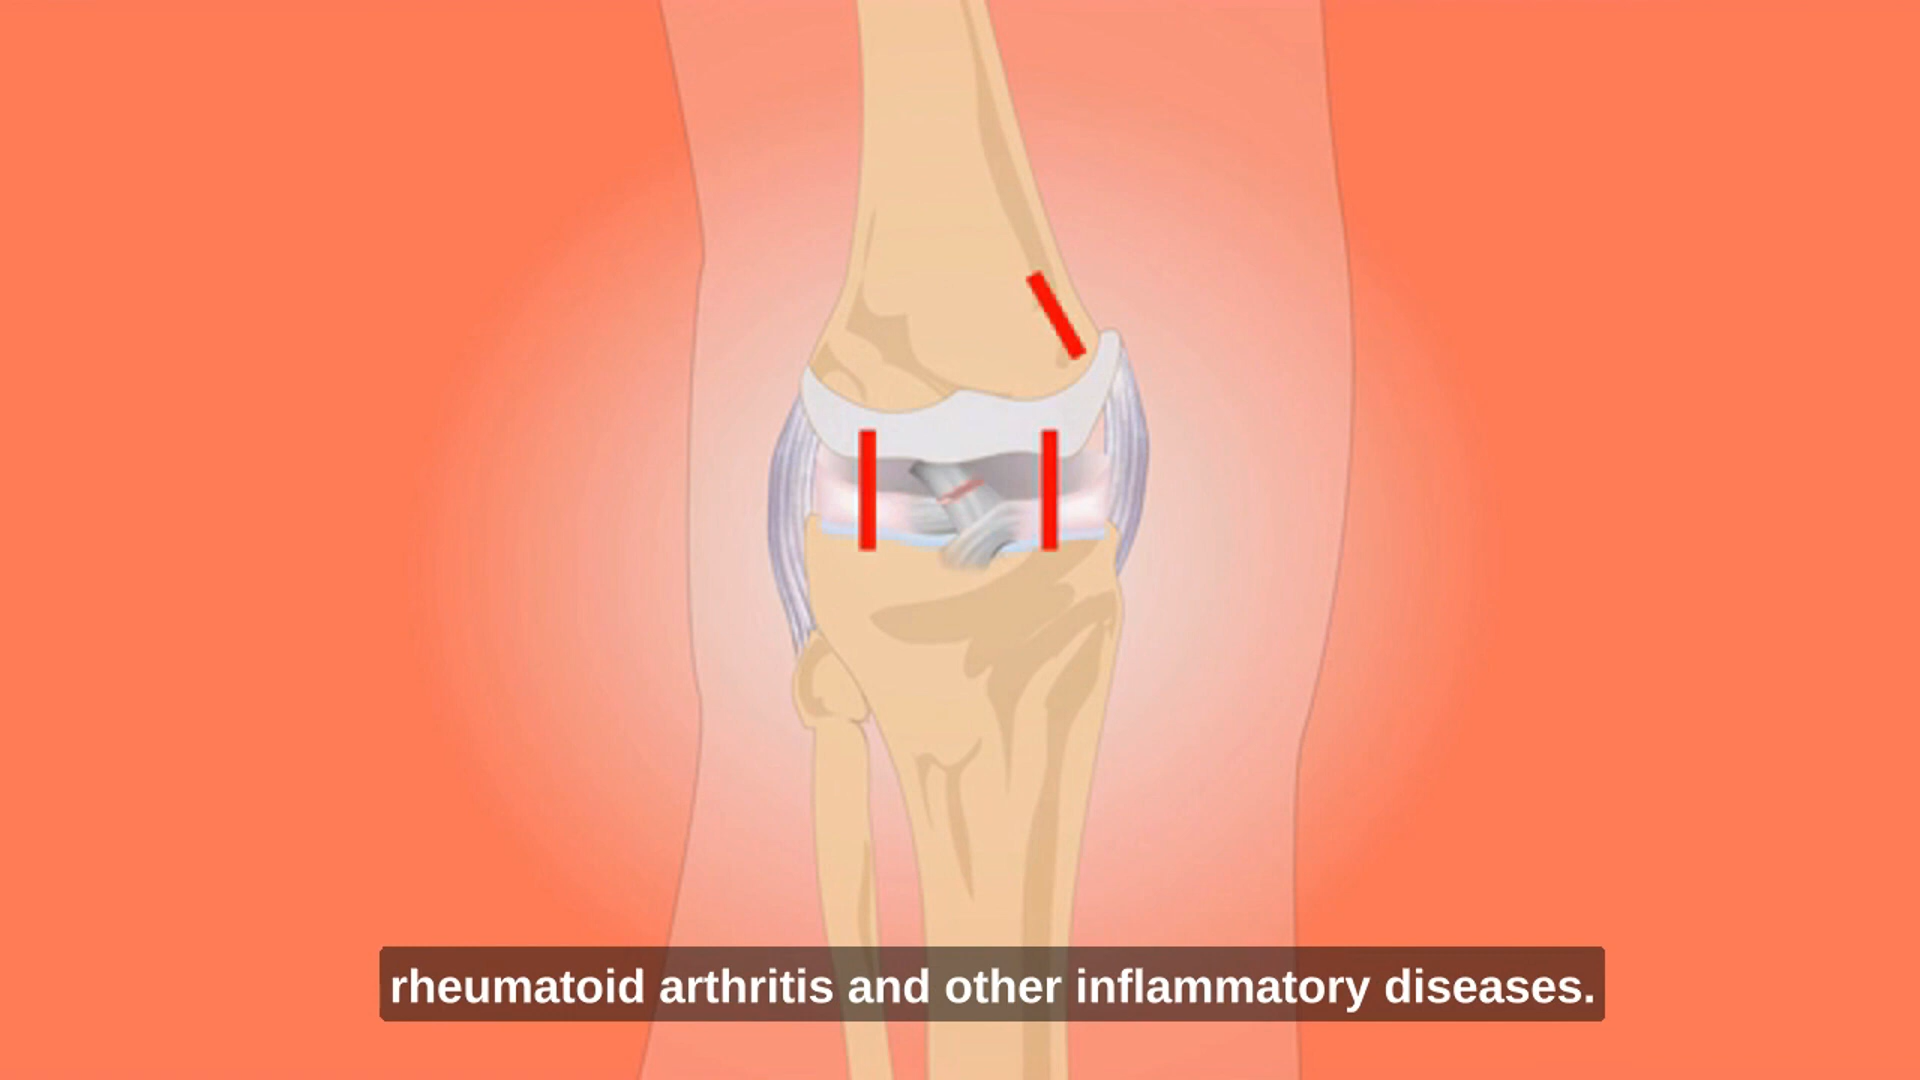 rheumatoid arthritis and other inflammatory diseases.